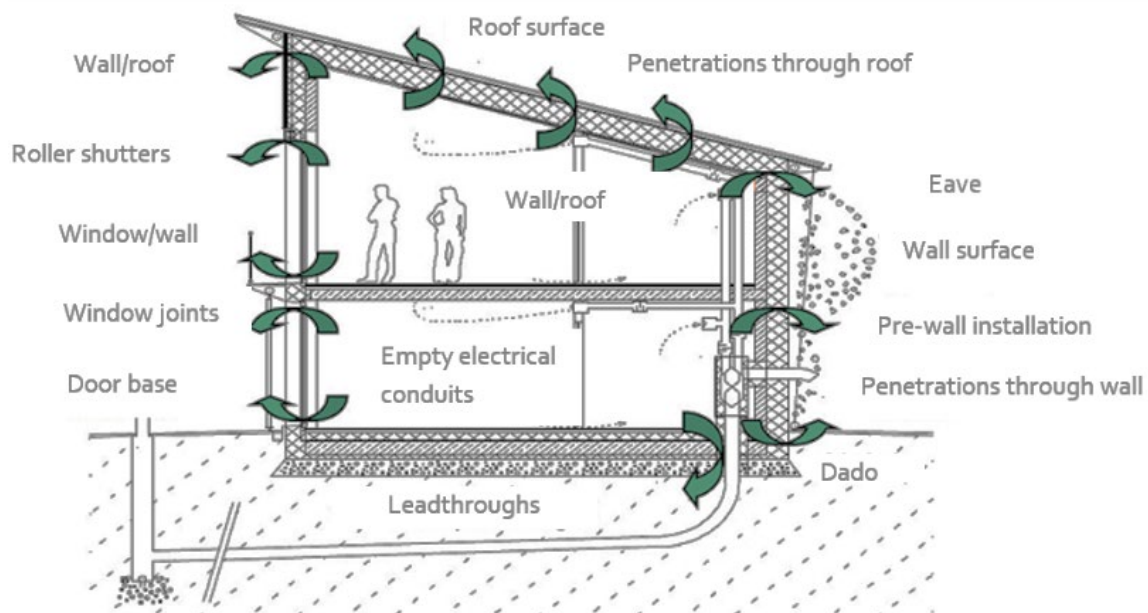 Roof surface
Wall/roof
Penetrations through roof
Roller shutters
Eave
Wall/roof
Window/wall
Wall surface
Window joints
Pre-wall installation
Empty electrical
conduits
Door base
Penetrations through wall
Dado
Leadthroughs